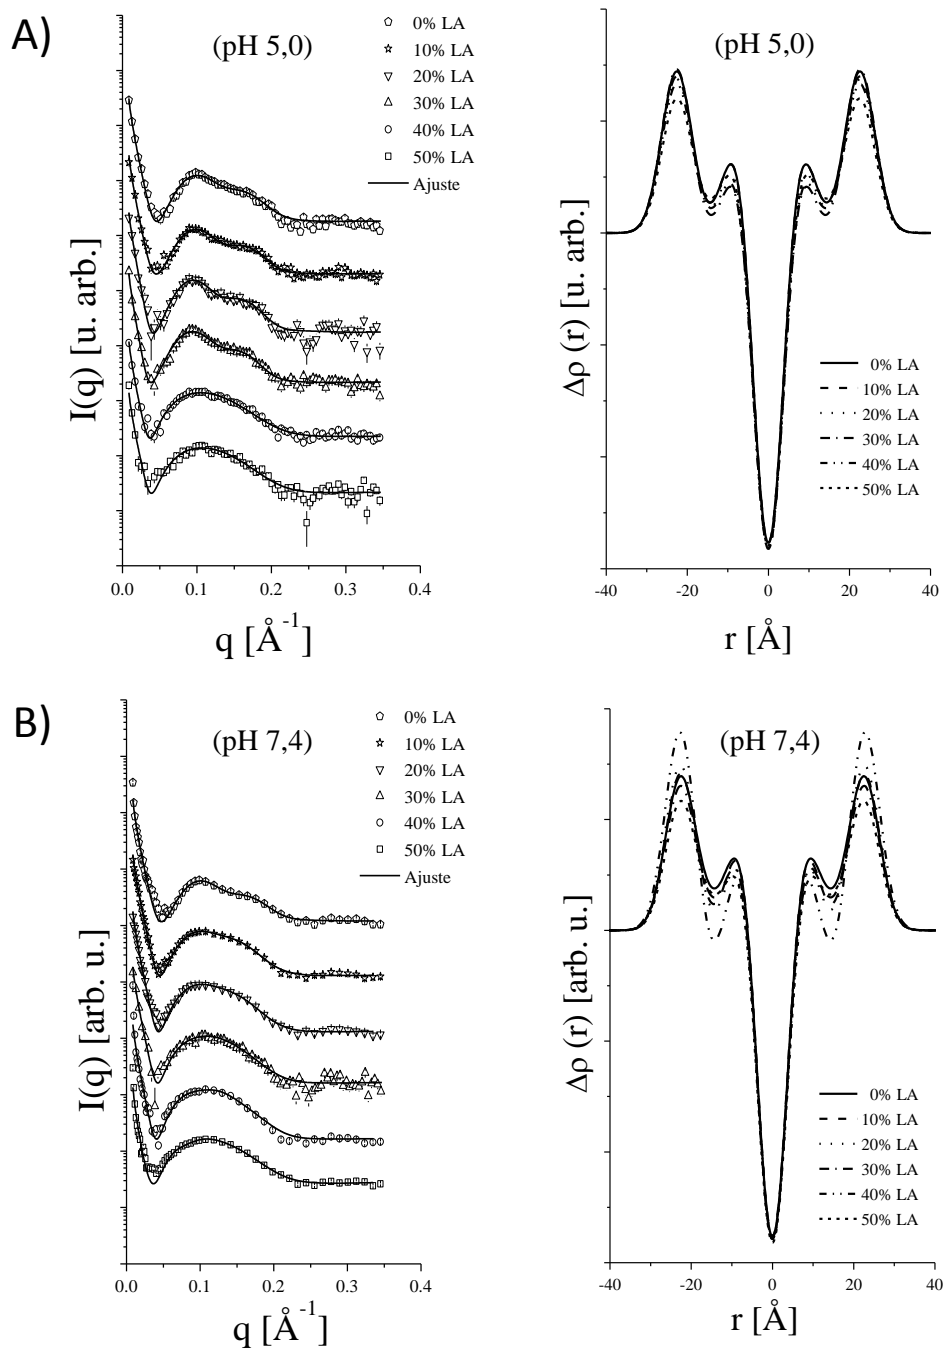 A)
(pH 5,0)
0% LA
10% LA
20% LA
30% LA
40% LA
50% LA
Ajuste
I(q) [u. arb.]
0.0 0.1 0.2 0.3 0.4
q [Å-1]
(pH 5,0)
Δρ (r) [u. arb.]
0% LA
10% LA
20% LA
30% LA
40% LA
50% LA
-40 -20 0 20 40
r [Å]
B)
(pH 7,4)
0% LA
10% LA
20% LA
30% LA
40% LA
50% LA
Ajuste
I(q) [arb. u.]
0.0 0.1 0.2 0.3 0.4
q [Å-1]
(pH 7,4)
Δρ (r) [arb. u.]
0% LA
10% LA
20% LA
30% LA
40% LA
50% LA
-40 -20 0 20 40
r [Å]